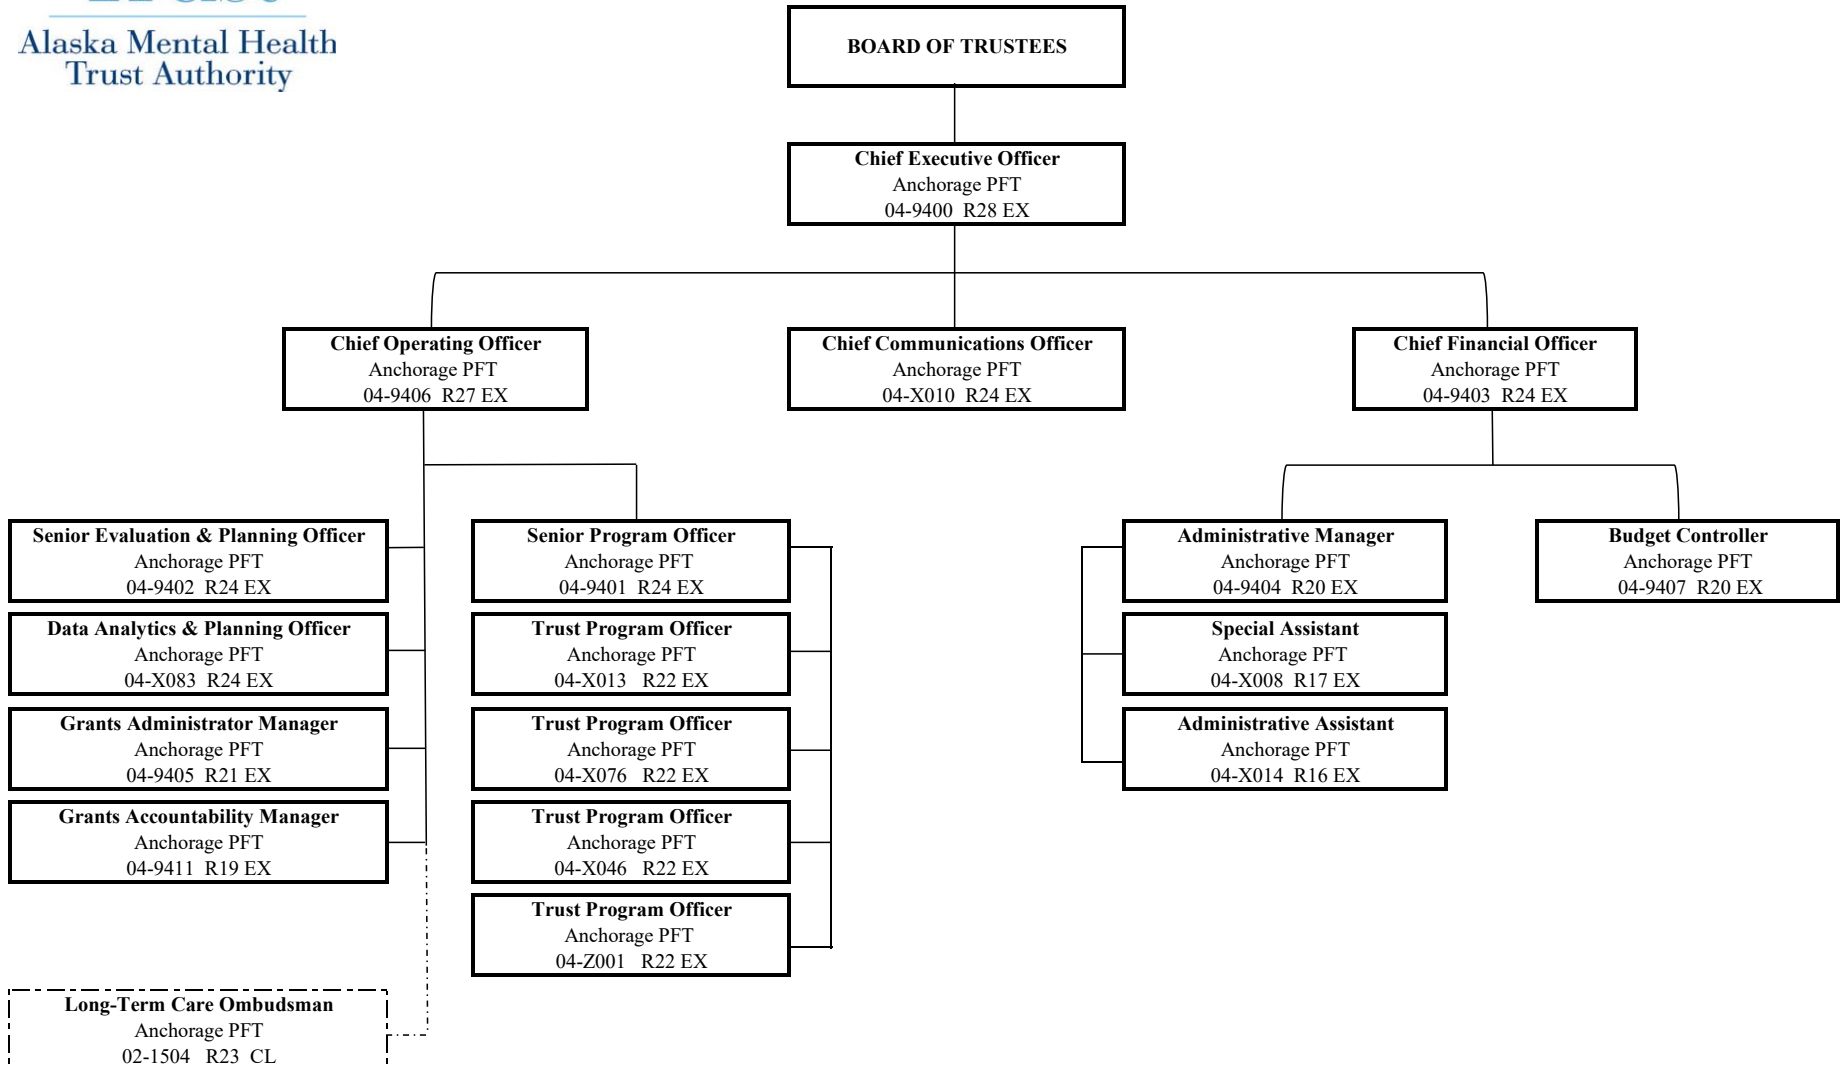 Alaska Mental Health
Trust Authority
BOARD OF TRUSTEES
Chief Executive Officer
Anchorage PFT
04-9400 R28 EX
Chief Operating Officer
Anchorage PFT
04-9406 R27 EX
Chief Communications Officer
Anchorage PFT
04-X010 R24 EX
Chief Financial Officer
Anchorage PFT
04-9403 R24 EX
Senior Evaluation & Planning Officer
Anchorage PFT
04-9402 R24 EX
Data Analytics & Planning Officer
Anchorage PFT
04-X083 R24 EX
Grants Administrator Manager
Anchorage PFT
04-9405 R21 EX
Grants Accountability Manager
Anchorage PFT
04-9411 R19 EX
Long-Term Care Ombudsman
Anchorage PFT
02-1504 R23 CL
Senior Program Officer
Anchorage PFT
04-9401 R24 EX
Trust Program Officer
Anchorage PFT
04-X013 R22 EX
Trust Program Officer
Anchorage PFT
04-X076 R22 EX
Trust Program Officer
Anchorage PFT
04-X046 R22 EX
Trust Program Officer
Anchorage PFT
04-Z001 R22 EX
Administrative Manager
Anchorage PFT
04-9404 R20 EX
Special Assistant
Anchorage PFT
04-X008 R17 EX
Administrative Assistant
Anchorage PFT
04-X014 R16 EX
Budget Controller
Anchorage PFT
04-9407 R20 EX